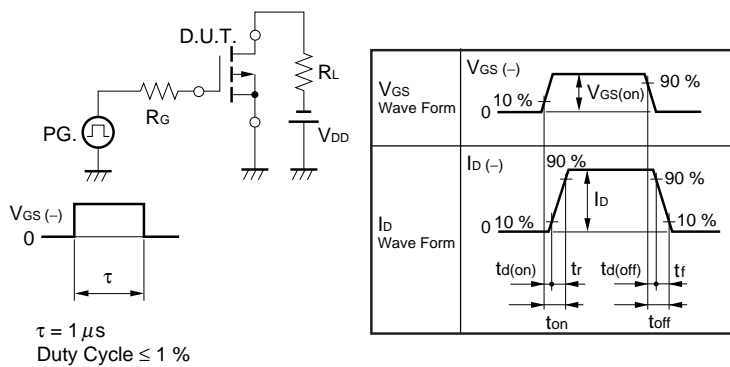 D.U.T.
RL
RG
PG.
VDD
VGS (−)
0
τ
τ = 1 μs
Duty Cycle ≤ 1 %
VGS
Wave Form
VGS (−)
10 %
0
VGS(on)
90 %
ID
Wave Form
ID (−)
90 %
90 %
ID
10 %
10 %
0
td(on) tr td(off) tf
ton toff